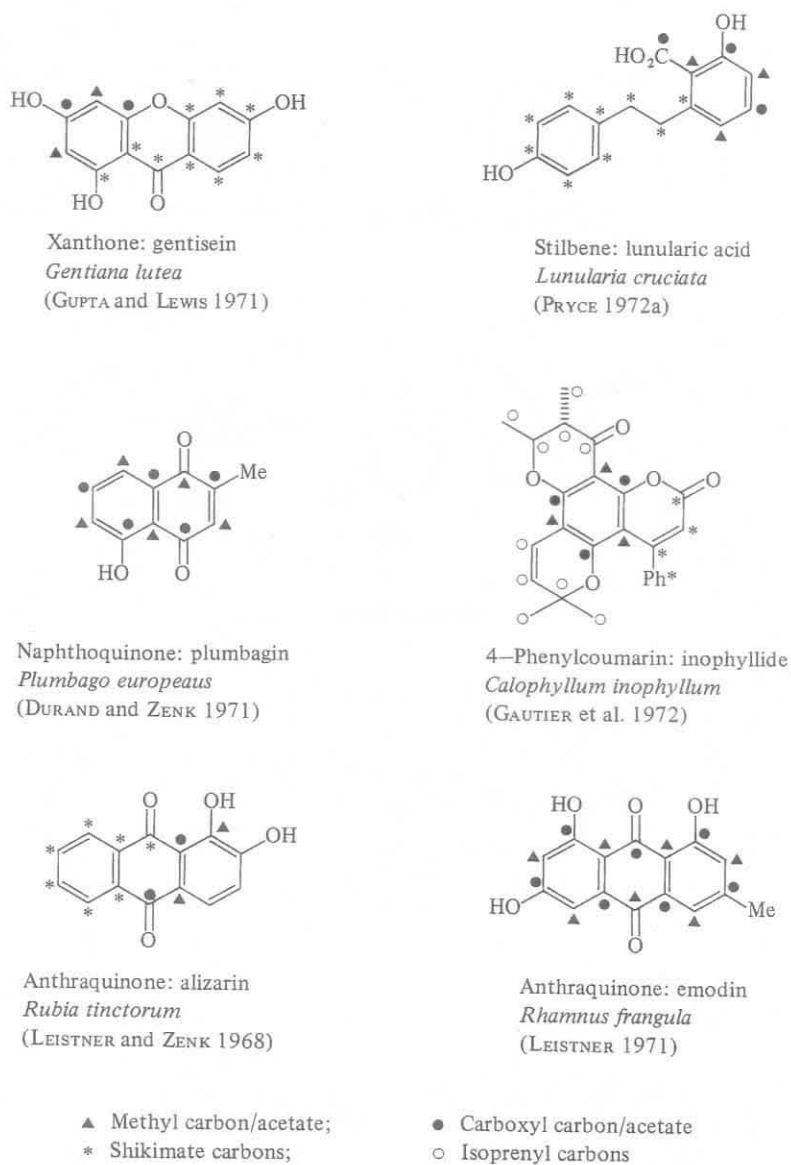 HO
O
OH
HO
O
Xanthone: gentisein
Gentiana lutea
(GUPTA and LEWIS 1971)
OH
HO₂C
HO
Stilbene: lunularic acid
Lunularia cruciata
(PRYCE 1972a)
O
Me
HO
O
Naphthoquinone: plumbagin
Plumbago europeaus
(DURAND and ZENK 1971)
O
O
O
O
O
Ph*
4–Phenylcoumarin: inophyllide
Calophyllum inophyllum
(GAUTIER et al. 1972)
O
OH
OH
O
Anthraquinone: alizarin
Rubia tinctorum
(LEISTNER and ZENK 1968)
HO
O
OH
HO
Me
O
Anthraquinone: emodin
Rhamnus frangula
(LEISTNER 1971)
▲ Methyl carbon/acetate; ● Carboxyl carbon/acetate
* Shikimate carbons; ○ Isoprenyl carbons